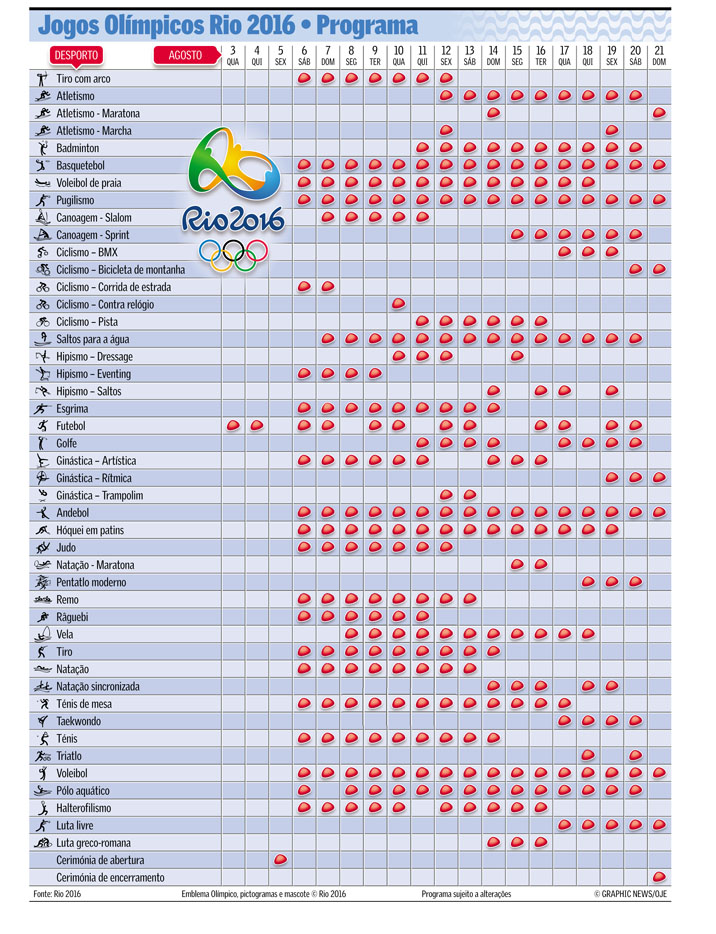 Jogos Olímpicos Rio 2016 • Programa
DESPORTO AGOSTO 3 4 5 6 7 8 9 10 11 12 13 14 15 16 17 18 19 20 21
QUA QUI SEX SÁB DOM SEG TER QUA QUI SEX SÁB DOM SEG TER QUA QUI SEX SÁB DOM
Tiro com arco
Atletismo
Atletismo - Maratona
Atletismo - Marcha
Badminton
Basquetebol
Voleibol de praia
Pugilismo
Rio2016
Canoagem - Slalom
Canoagem - Sprint
Ciclismo – BMX
Ciclismo – Bicicleta de montanha
Ciclismo – Corrida de estrada
Ciclismo – Contra relógio
Ciclismo – Pista
Saltos para a água
Hipismo – Dressage
Hipismo – Eventing
Hipismo – Saltos
Esgrima
Futebol
Golfe
Ginástica – Artística
Ginástica – Rítmica
Ginástica – Trampolim
Andebol
Hóquei em patins
Judo
Natação - Maratona
Pentatlo moderno
Remo
Râguebi
Vela
Tiro
Natação
Natação sincronizada
Ténis de mesa
Taekwondo
Ténis
Triatlo
Voleibol
Pólo aquático
Halterofilismo
Luta livre
Luta greco-romana
Cerimónia de abertura
Cerimónia de encerramento
Fonte: Rio 2016 Emblema Olímpico, pictogramas e mascote © Rio 2016 Programa sujeito a alterações © GRAPHIC NEWS/OJE